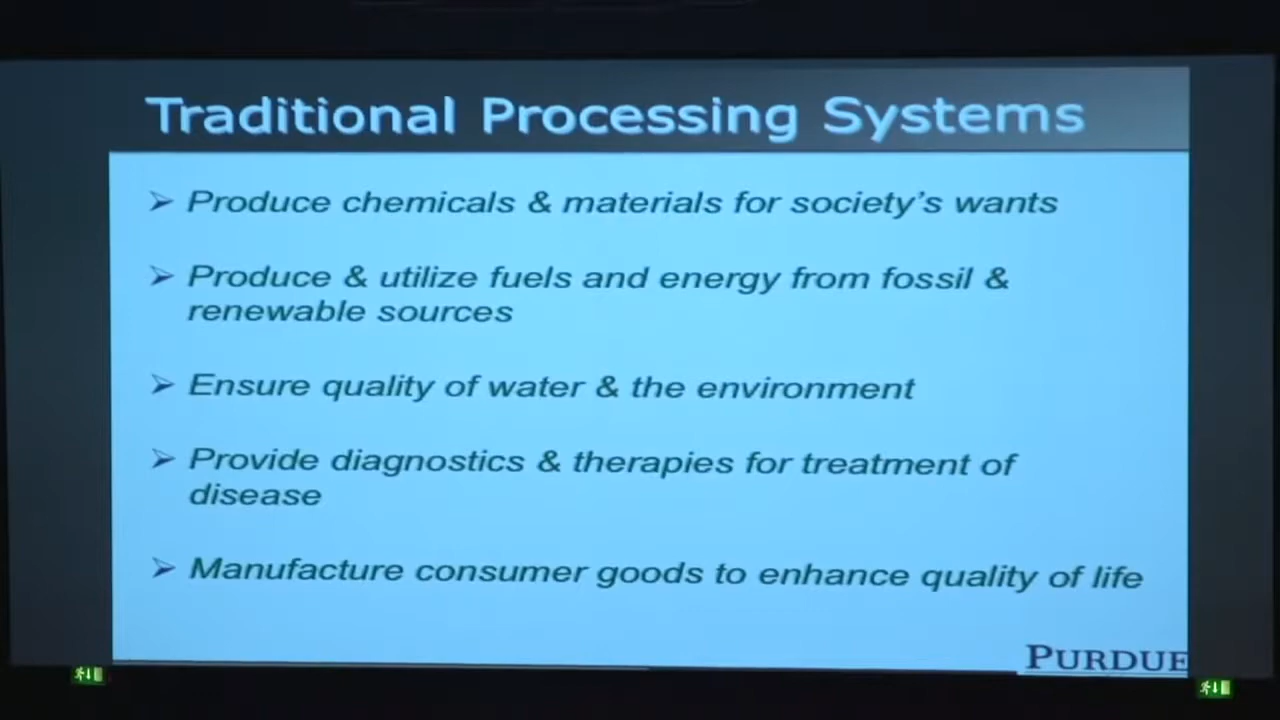 Traditional Processing Systems
➢ Produce chemicals & materials for society's wants
➢ Produce & utilize fuels and energy from fossil &
renewable sources
➢ Ensure quality of water & the environment
➢ Provide diagnostics & therapies for treatment of
disease
➢ Manufacture consumer goods to enhance quality of life
PURDUE